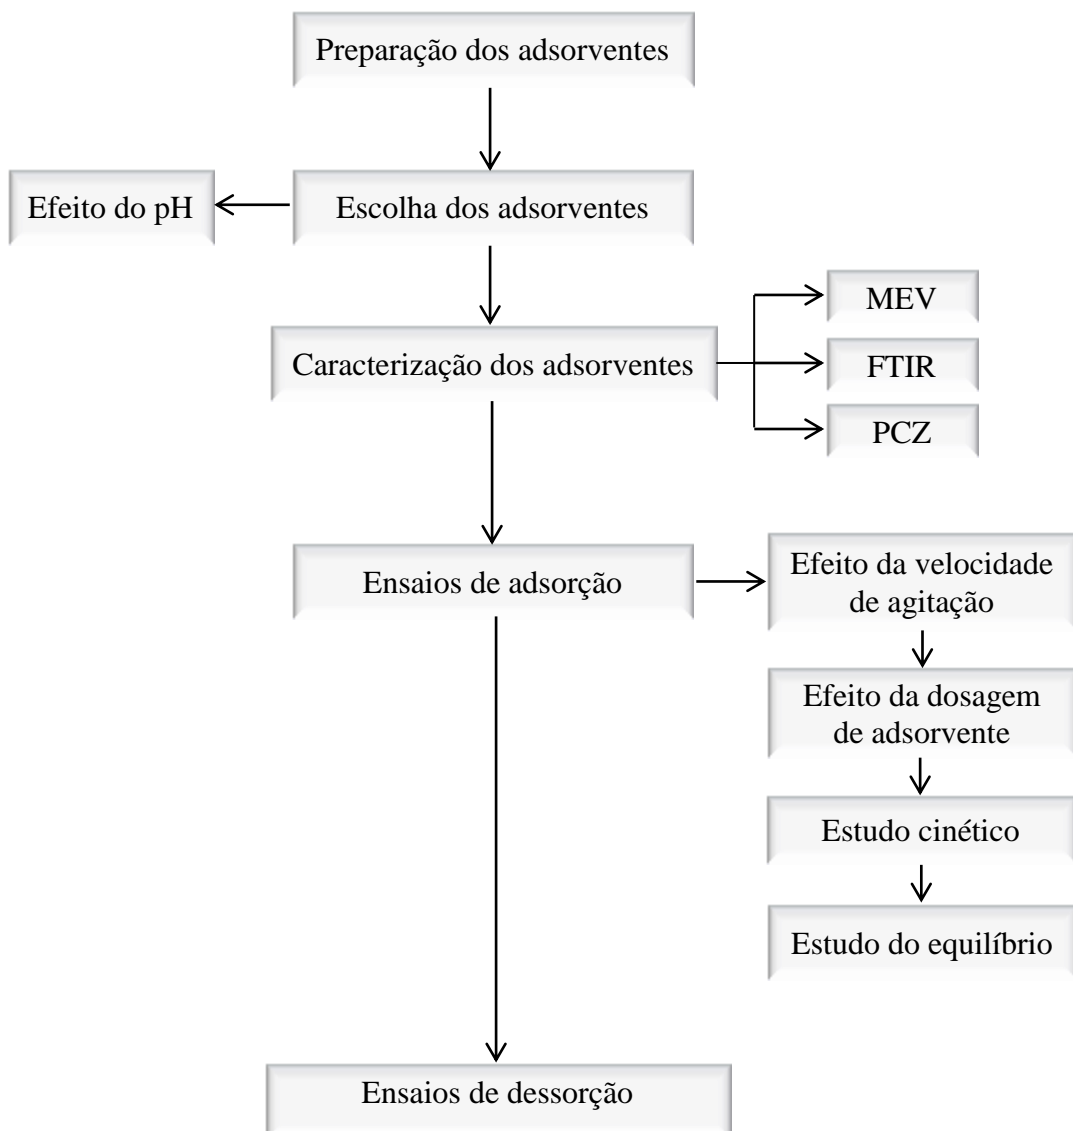 Preparação dos adsorventes
Efeito do pH
Escolha dos adsorventes
Caracterização dos adsorventes
MEV
FTIR
PCZ
Ensaios de adsorção
Efeito da velocidade
de agitação
Efeito da dosagem
de adsorvente
Estudo cinético
Estudo do equilíbrio
Ensaios de dessorção